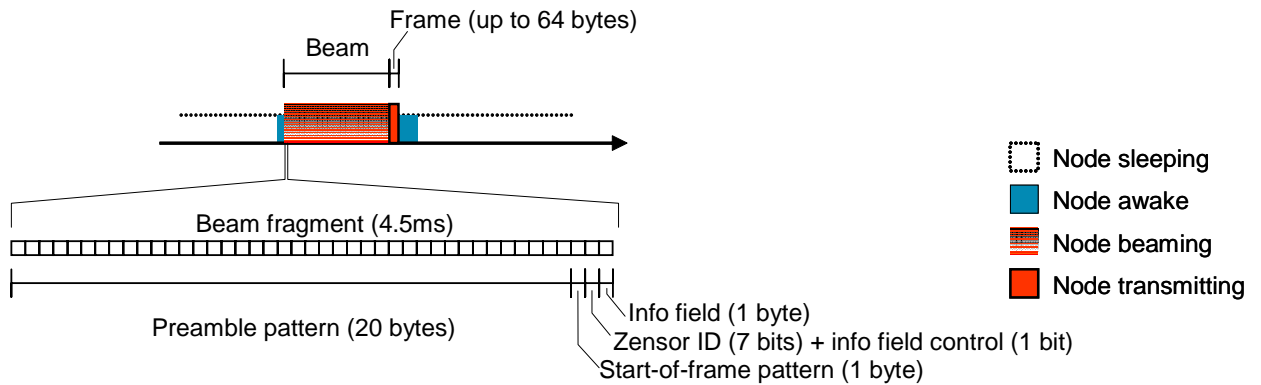 Frame (up to 64 bytes)
Beam
Beam fragment (4.5ms)
Preamble pattern (20 bytes)
Info field (1 byte)
Zensor ID (7 bits) + info field control (1 bit)
Start-of-frame pattern (1 byte)
Node sleeping
Node awake
Node beaming
Node transmitting